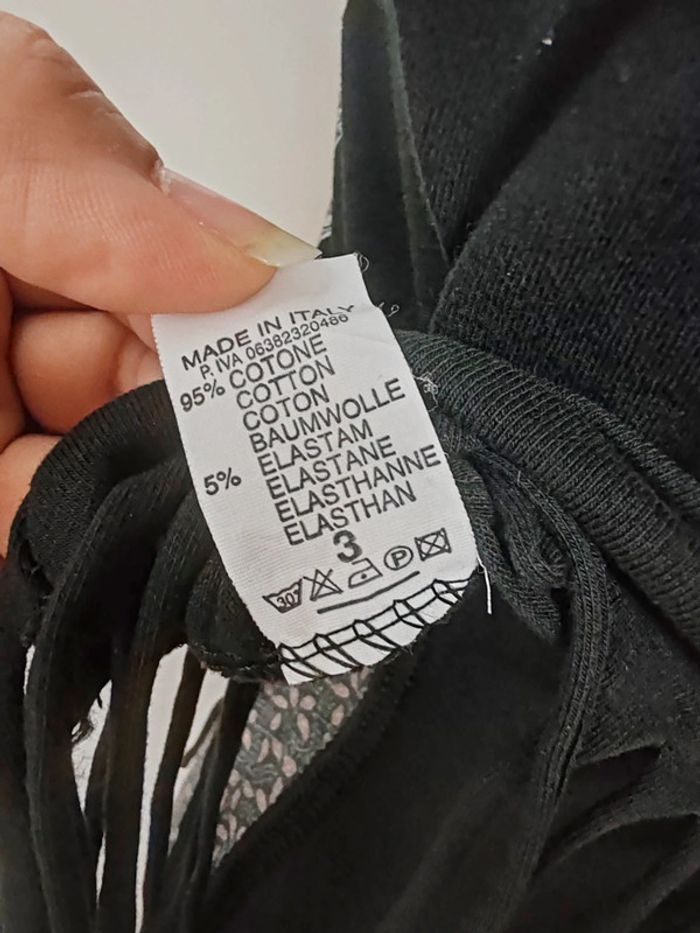 MADE IN ITALY
P. IVA 06382320486
95% COTONE
COTTON
COTON
BAUMWOLLE
5% ELASTAM
ELASTANE
ELASTHANNE
ELASTHAN
3
30° P